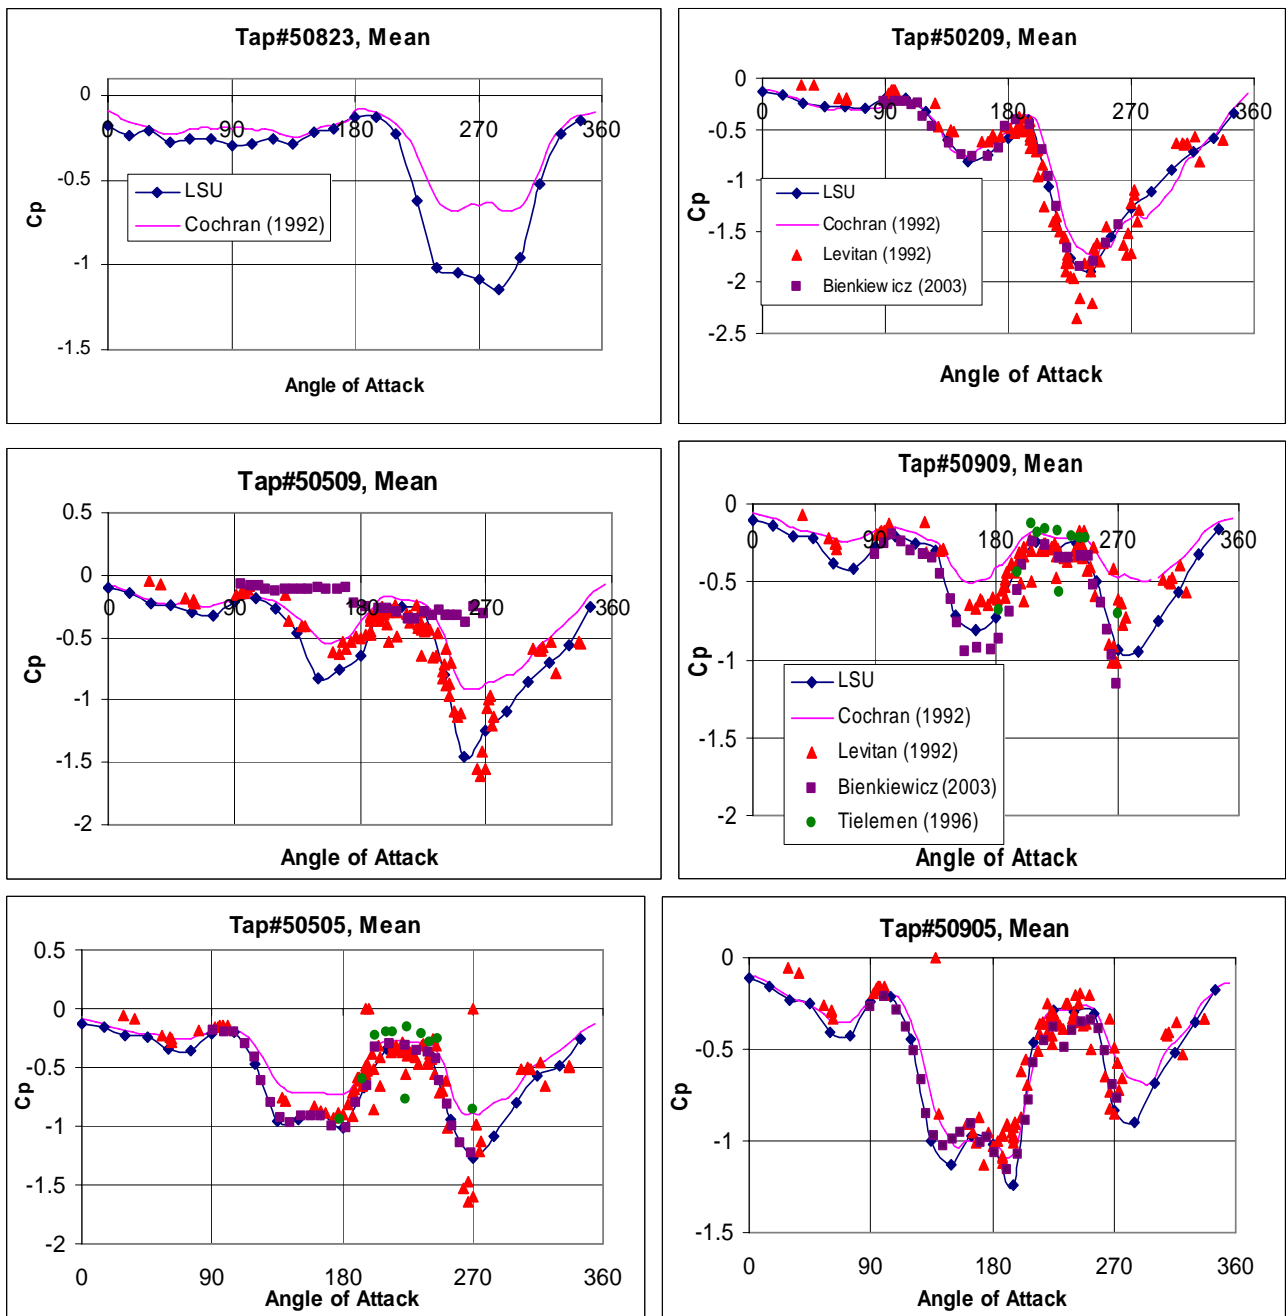 Tap#50823, Mean
0
-0.5
-1
-1.5
0
90
180
270
360
Cp
LSU
Cochran (1992)
Angle of Attack
Tap#50209, Mean
0
-0.5
-1
-1.5
-2
-2.5
0
90
180
270
360
Cp
LSU
Cochran (1992)
Levitan (1992)
Bienkiewicz (2003)
Angle of Attack
Tap#50509, Mean
0.5
0
-0.5
-1
-1.5
-2
0
90
180
270
360
Cp
Angle of Attack
Tap#50909, Mean
0
-0.5
-1
-1.5
-2
0
90
180
270
360
Cp
LSU
Cochran (1992)
Levitan (1992)
Bienkiewicz (2003)
Tielemen (1996)
Angle of Attack
Tap#50505, Mean
0.5
0
-0.5
-1
-1.5
-2
Cp
0
90
180
270
360
Angle of Attack
Tap#50905, Mean
0
-0.5
-1
-1.5
Cp
0
90
180
270
360
Angle of Attack